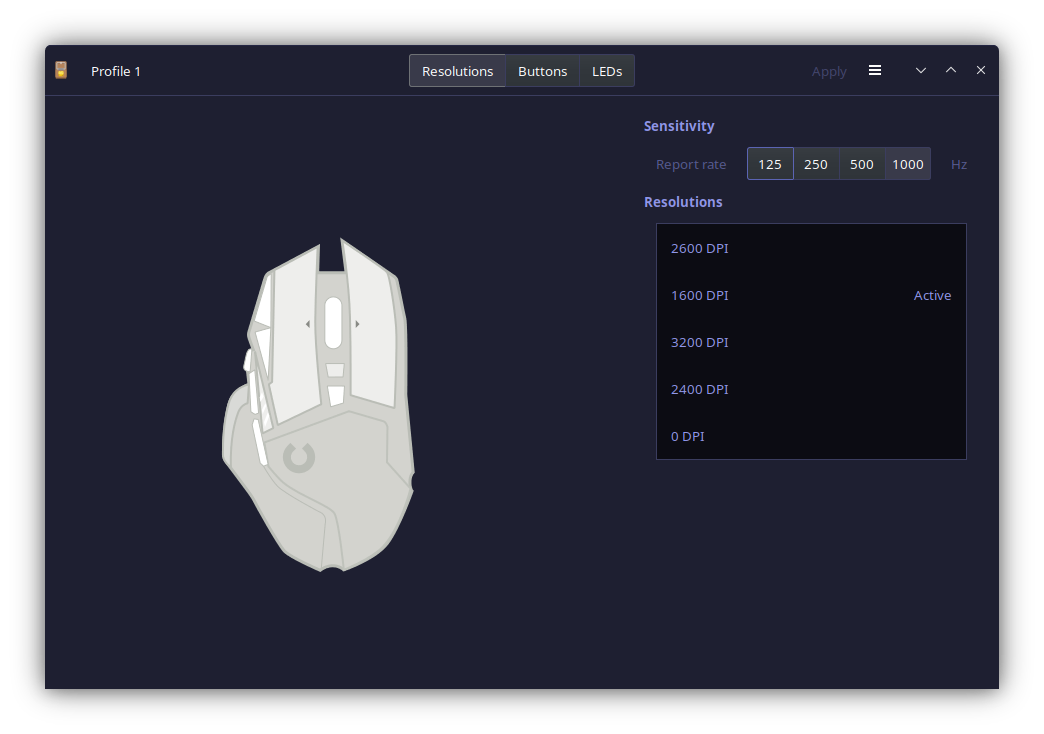 Profile 1
Resolutions Buttons LEDs
Apply
Sensitivity
Report rate 125 250 500 1000 Hz
Resolutions
2600 DPI
1600 DPI Active
3200 DPI
2400 DPI
0 DPI